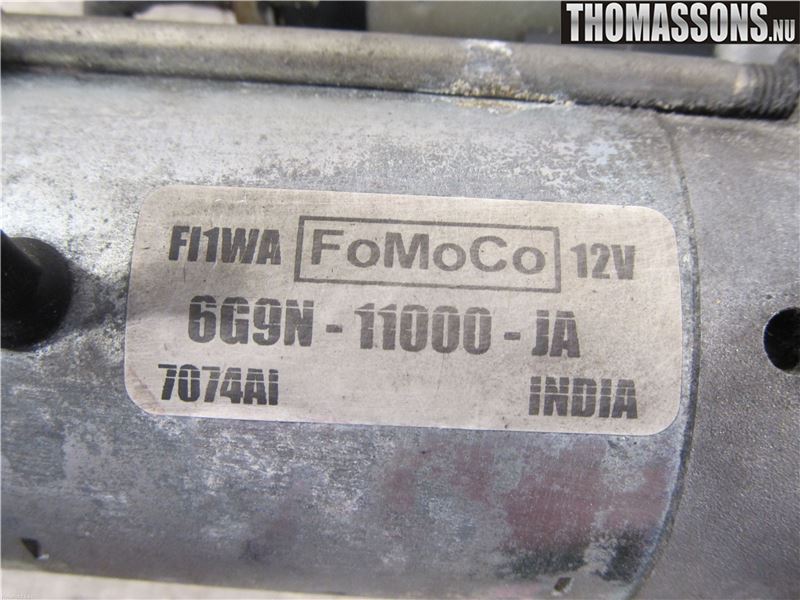 THOMASSONS.NU
FI1WA FoMoCo 12V
6G9N - 11000 - JA
7074AI INDIA